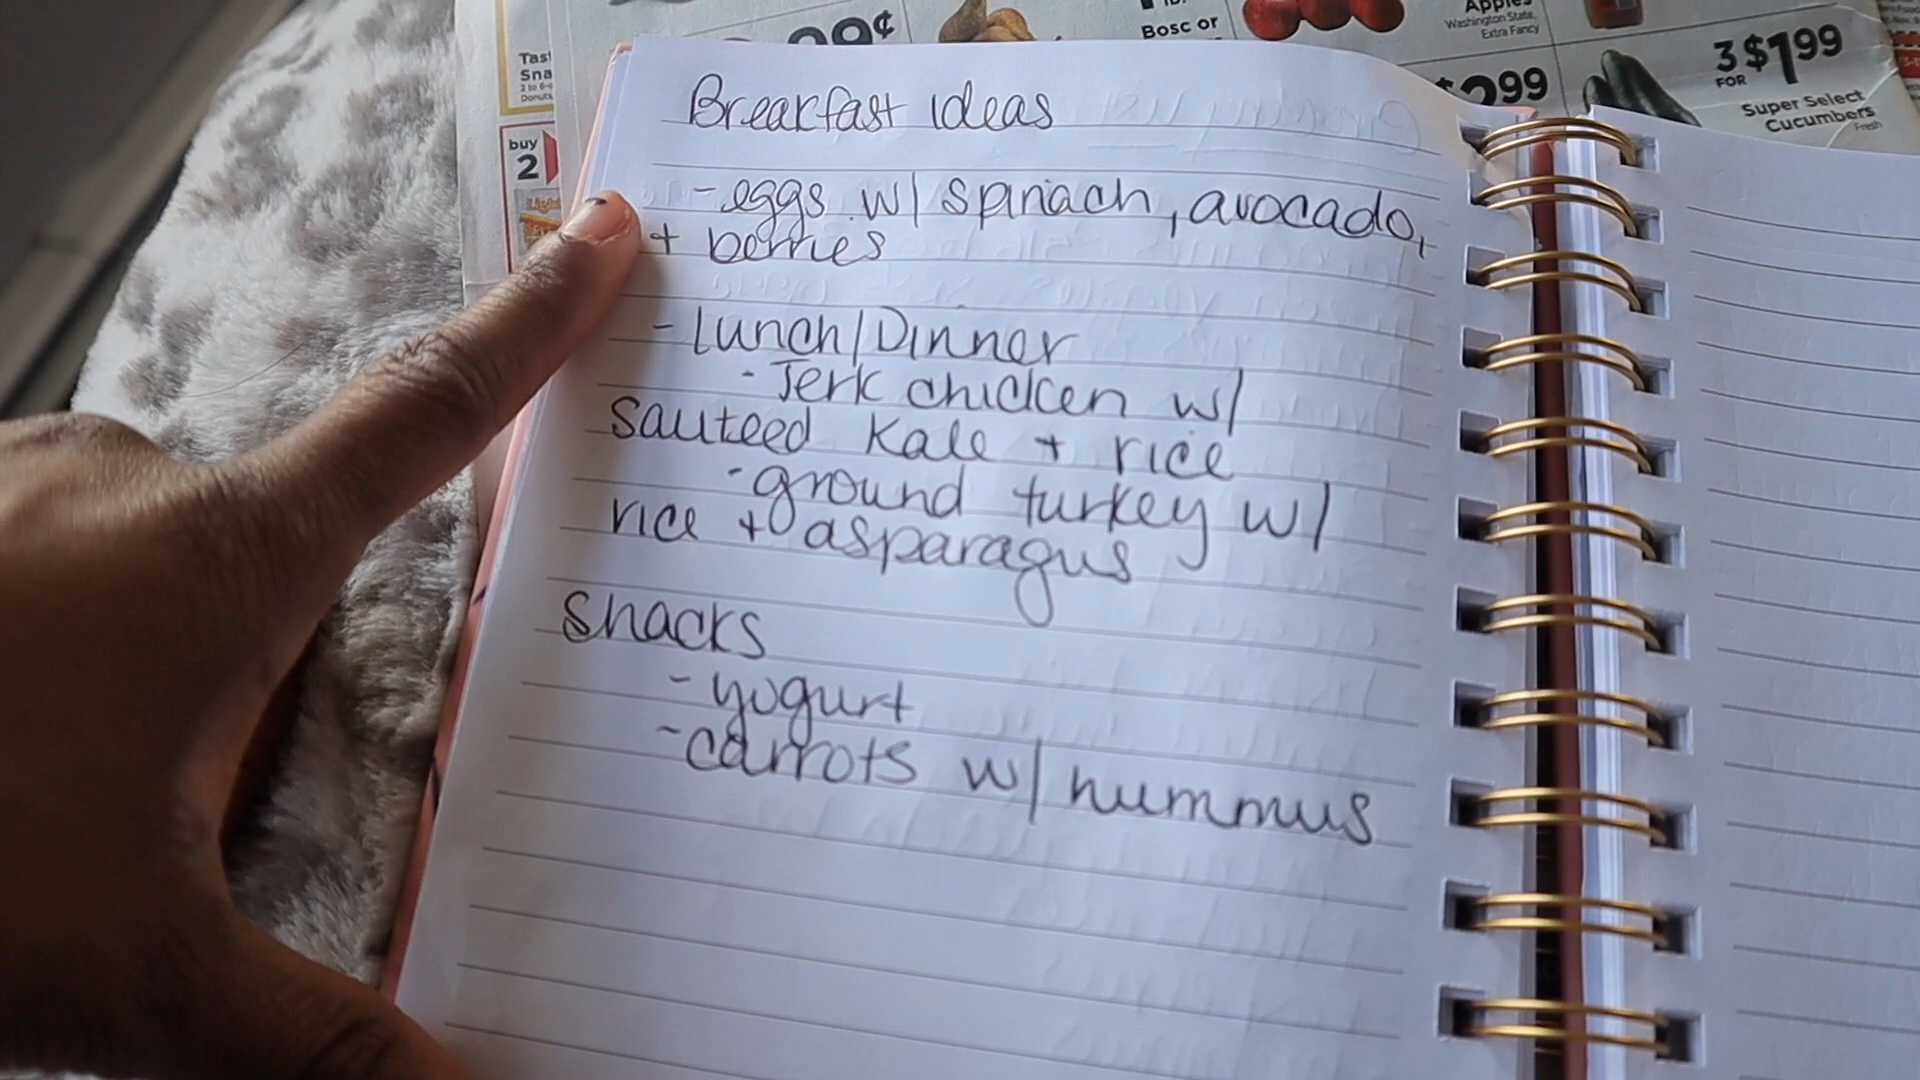 99¢
Bosc or
Apples
Washington State,
Extra Fancy
$2.99
3 FOR $1.99
Super Select
Cucumbers
Fresh
buy
2
Breakfast ideas
- eggs w/ spinach, avocado,
+ berries
- Lunch/Dinner
- Jerk chicken w/
sauteed kale + rice
- ground turkey w/
rice + asparagus
Snacks
- yogurt
- carrots w/ hummus